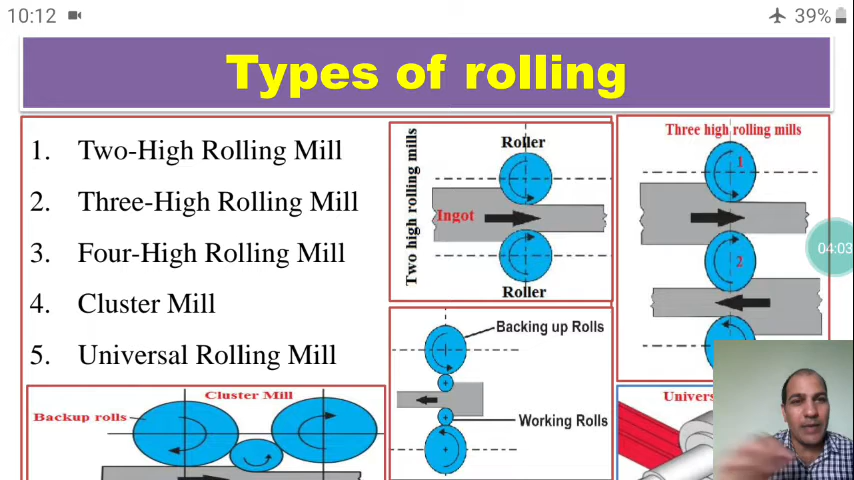 10:12
39%
Types of rolling
1. Two-High Rolling Mill
2. Three-High Rolling Mill
3. Four-High Rolling Mill
4. Cluster Mill
5. Universal Rolling Mill
Two high rolling mills
Roller
Ingot
Roller
Three high rolling mills
1
2
04:03
Backing up Rolls
Working Rolls
Cluster Mill
Backup rolls